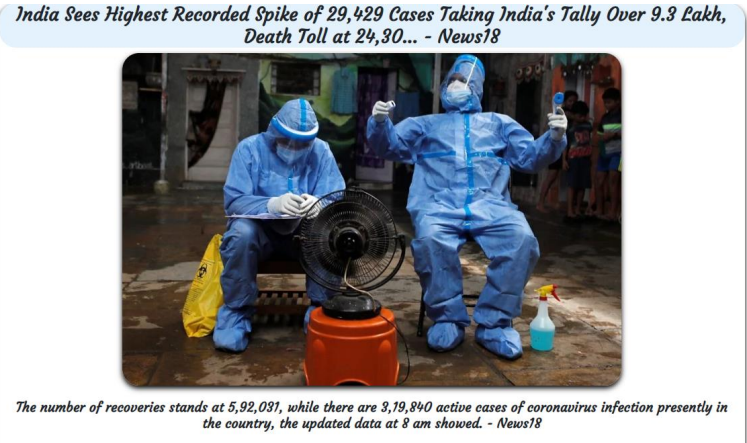 India Sees Highest Recorded Spike of 29,429 Cases Taking India's Tally Over 9.3 Lakh,
Death Toll at 24,30... - News18
The number of recoveries stands at 5,92,031, while there are 3,19,840 active cases of coronavirus infection presently in
the country, the updated data at 8 am showed. - News18